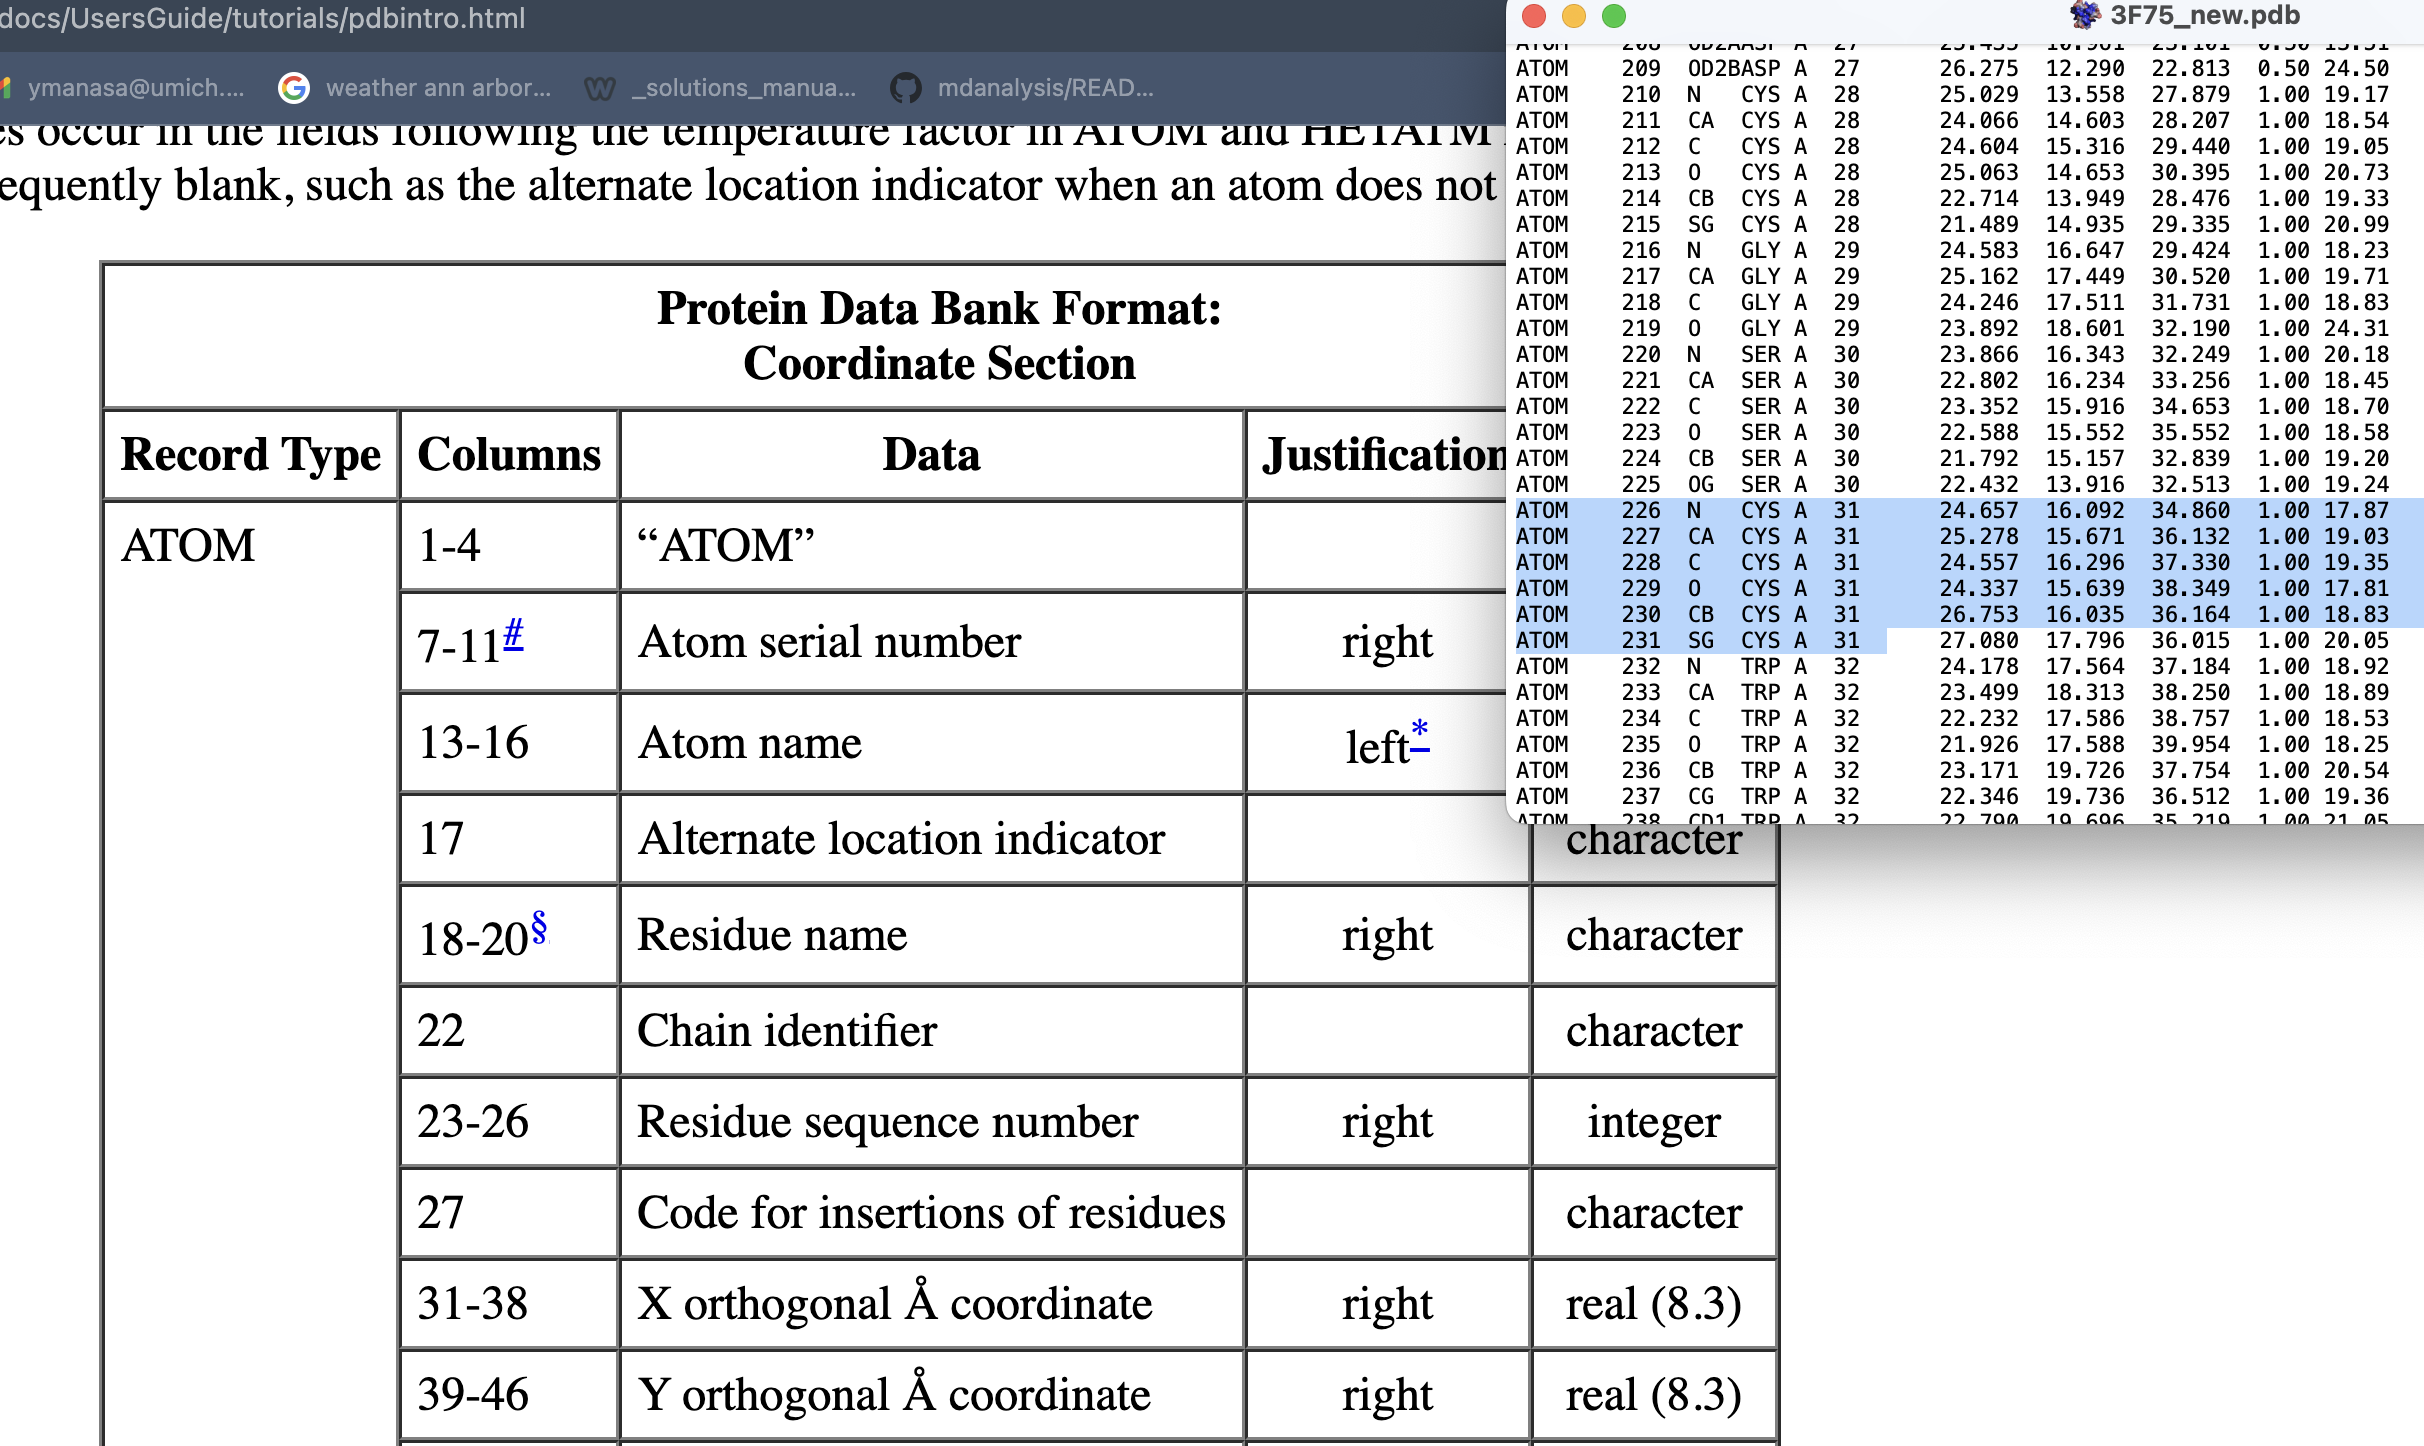 docs/UsersGuide/tutorials/pdbintro.html
ymanasa@umich.... weather ann arbor... _solutions_manua... mdanalysis/READ...
es occur in the fields following the temperature factor in ATOM and HETATM
equently blank, such as the alternate location indicator when an atom does not
Protein Data Bank Format:
Coordinate Section
Record Type Columns Data Justification
ATOM 1-4 “ATOM”
7-11# Atom serial number right
13-16 Atom name left*
17 Alternate location indicator character
18-20§ Residue name right character
22 Chain identifier character
23-26 Residue sequence number right integer
27 Code for insertions of residues character
31-38 X orthogonal Å coordinate right real (8.3)
39-46 Y orthogonal Å coordinate right real (8.3)
3F75_new.pdb
ATOM 208 OD2AASP A 27 0.50
ATOM 209 OD2BASP A 27 26.275 12.290 22.813 0.50 24.50
ATOM 210 N CYS A 28 25.029 13.558 27.879 1.00 19.17
ATOM 211 CA CYS A 28 24.066 14.603 28.207 1.00 18.54
ATOM 212 C CYS A 28 24.604 15.316 29.440 1.00 19.05
ATOM 213 O CYS A 28 25.063 14.653 30.395 1.00 20.73
ATOM 214 CB CYS A 28 22.714 13.949 28.476 1.00 19.33
ATOM 215 SG CYS A 28 21.489 14.935 29.335 1.00 20.99
ATOM 216 N GLY A 29 24.583 16.647 29.424 1.00 18.23
ATOM 217 CA GLY A 29 25.162 17.449 30.520 1.00 19.71
ATOM 218 C GLY A 29 24.246 17.511 31.731 1.00 18.83
ATOM 219 O GLY A 29 23.892 18.601 32.190 1.00 24.31
ATOM 220 N SER A 30 23.866 16.343 32.249 1.00 20.18
ATOM 221 CA SER A 30 22.802 16.234 33.256 1.00 18.45
ATOM 222 C SER A 30 23.352 15.916 34.653 1.00 18.70
ATOM 223 O SER A 30 22.588 15.552 35.552 1.00 18.58
ATOM 224 CB SER A 30 21.792 15.157 32.839 1.00 19.20
ATOM 225 OG SER A 30 22.432 13.916 32.513 1.00 19.24
ATOM 226 N CYS A 31 24.657 16.092 34.860 1.00 17.87
ATOM 227 CA CYS A 31 25.278 15.671 36.132 1.00 19.03
ATOM 228 C CYS A 31 24.557 16.296 37.330 1.00 19.35
ATOM 229 O CYS A 31 24.337 15.639 38.349 1.00 17.81
ATOM 230 CB CYS A 31 26.753 16.035 36.164 1.00 18.83
ATOM 231 SG CYS A 31 27.080 17.796 36.015 1.00 20.05
ATOM 232 N TRP A 32 24.178 17.564 37.184 1.00 18.92
ATOM 233 CA TRP A 32 23.499 18.313 38.250 1.00 18.89
ATOM 234 C TRP A 32 22.232 17.586 38.757 1.00 18.53
ATOM 235 O TRP A 32 21.926 17.588 39.954 1.00 18.25
ATOM 236 CB TRP A 32 23.171 19.726 37.754 1.00 20.54
ATOM 237 CG TRP A 32 22.346 19.736 36.512 1.00 19.36
ATOM 238 CD1 TRP A 32 22.790 19.696 35.219 1.00 21.05